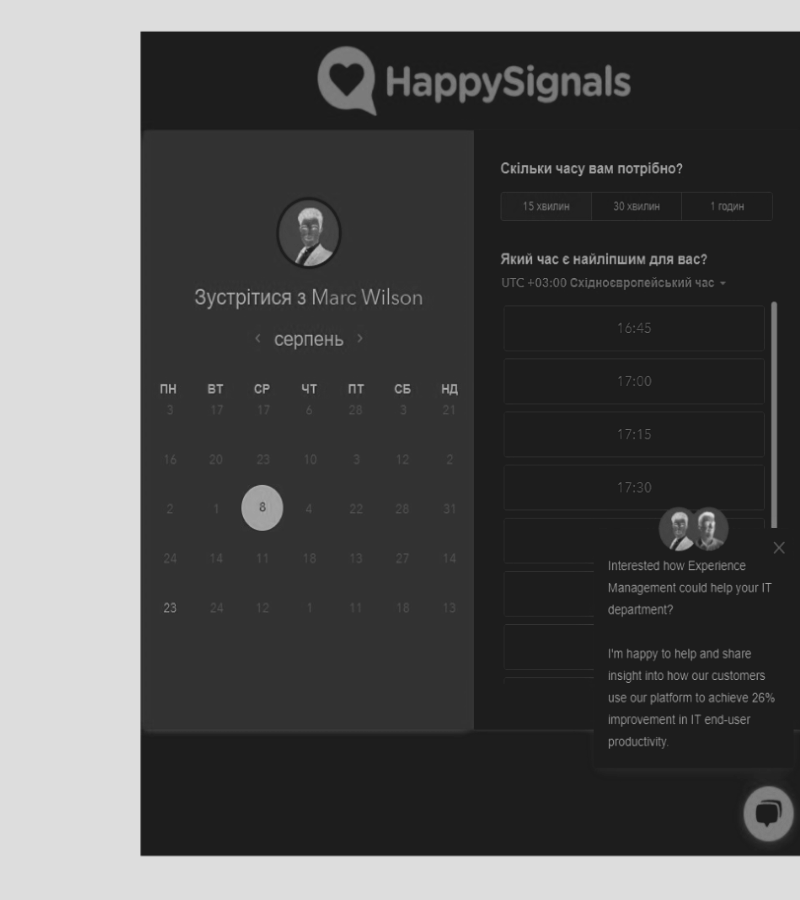 HappySignals
Зустрітися з Marc Wilson
серпень
ПН ВТ СР ЧТ ПТ СБ НД
3 17 17 6 28 3 21
16 20 23 10 3 12 2
2 1 8 4 22 28 31
24 14 11 18 13 27 14
23 24 12 1 11 18 13
Скільки часу вам потрібно?
15 хвилин 30 хвилин 1 годин
Який час є найліпшим для вас?
UTC +03:00 Східноєвропейський час
16:45
17:00
17:15
17:30
Interested how Experience
Management could help your IT
department?
I'm happy to help and share
insight into how our customers
use our platform to achieve 26%
improvement in IT end-user
productivity.